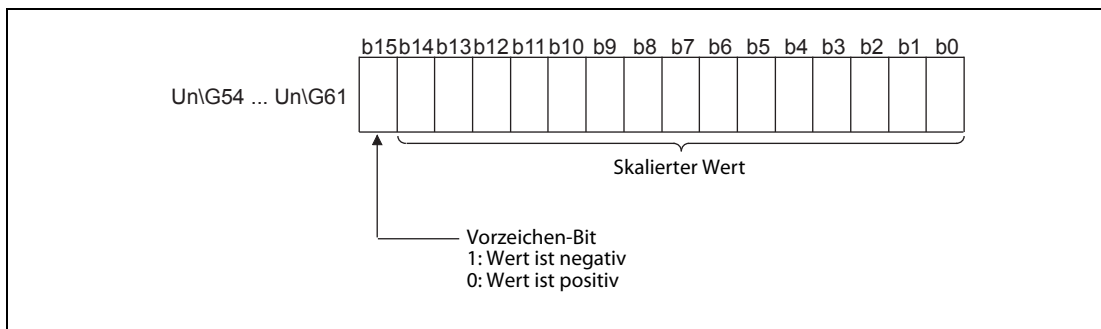 b15 b14 b13 b12 b11 b10 b9 b8 b7 b6 b5 b4 b3 b2 b1 b0
Un\G54 ... Un\G61
Skalierter Wert
Vorzeichen-Bit
1: Wert ist negativ
0: Wert ist positiv